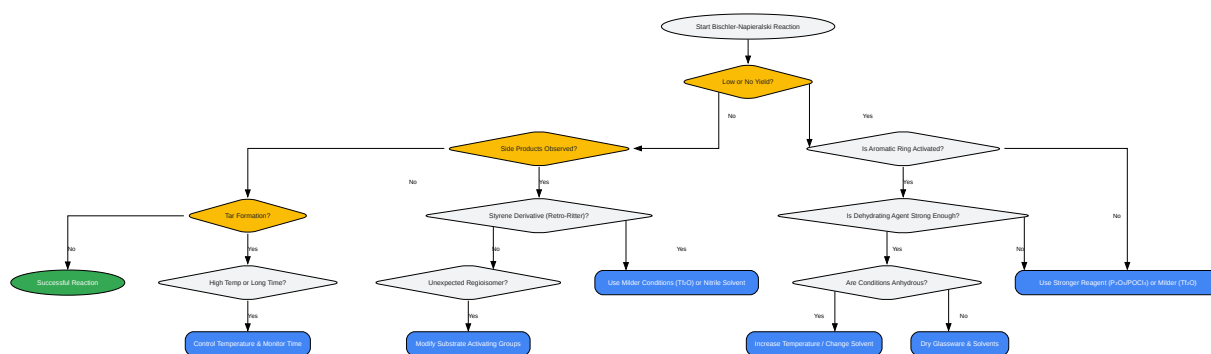 Start Bischler-Napieralski Reaction
Low or No Yield?
No
Yes
Side Products Observed?
Is Aromatic Ring Activated?
No
Yes
Yes
Tar Formation?
Styrene Derivative (Retro-Ritter)?
Is Dehydrating Agent Strong Enough?
No
No
Yes
No
Yes
Yes
No
Successful Reaction
High Temp or Long Time?
Unexpected Regioisomer?
Use Milder Conditions (Tf₂O) or Nitrile Solvent
Are Conditions Anhydrous?
Use Stronger Reagent (P₂O₅/POCl₃) or Milder (Tf₂O)
Yes
Yes
Yes
No
Control Temperature & Monitor Time
Modify Substrate Activating Groups
Increase Temperature / Change Solvent
Dry Glassware & Solvents